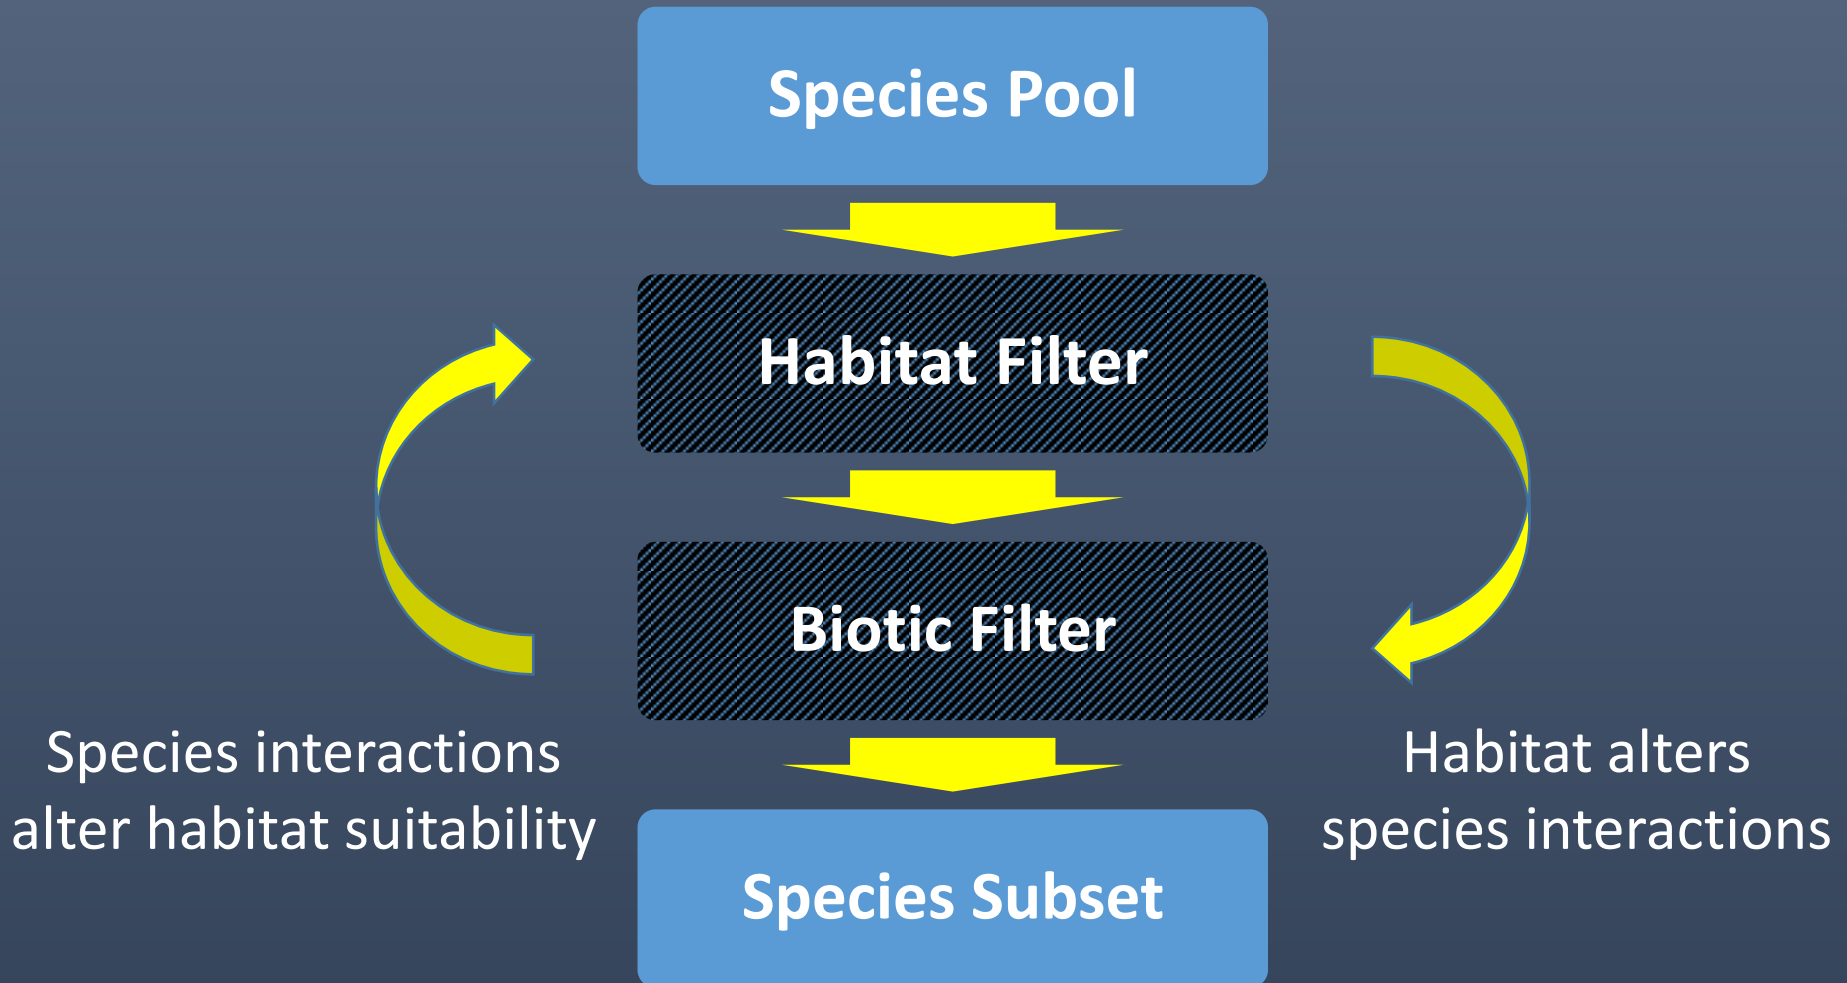 Species Pool
Habitat Filter
Biotic Filter
Species interactions
alter habitat suitability
Habitat alters
species interactions
Species Subset